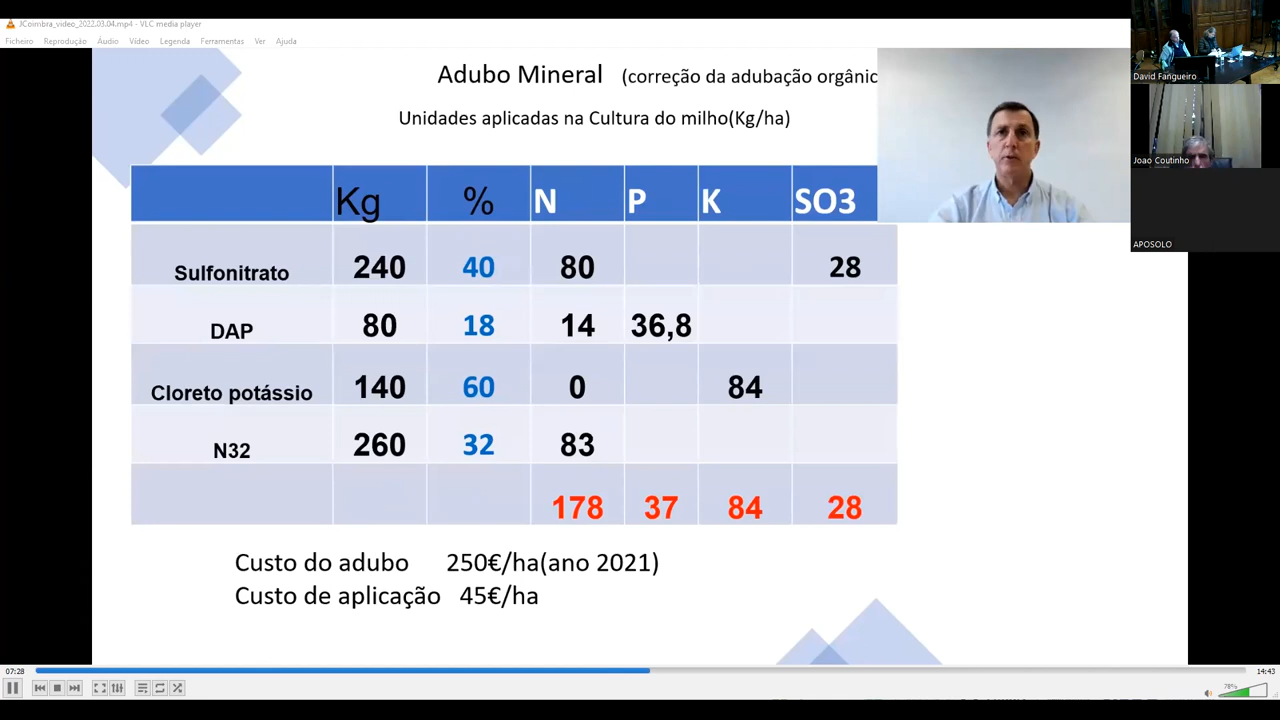 JCoimbra_video_2022.03.04.mp4 - VLC media player
Ficheiro Reprodução Áudio Vídeo Legenda Ferramentas Ver Ajuda
Adubo Mineral (correção da adubação orgânic
Unidades aplicadas na Cultura do milho(Kg/ha)
Kg % N P K SO3
Sulfonitrato 240 40 80 28
DAP 80 18 14 36,8
Cloreto potássio 140 60 0 84
N32 260 32 83
178 37 84 28
Custo do adubo 250€/ha(ano 2021)
Custo de aplicação 45€/ha
David Fangueiro
Joao Coutinho
APOSOLO
07:28 14:43
78%